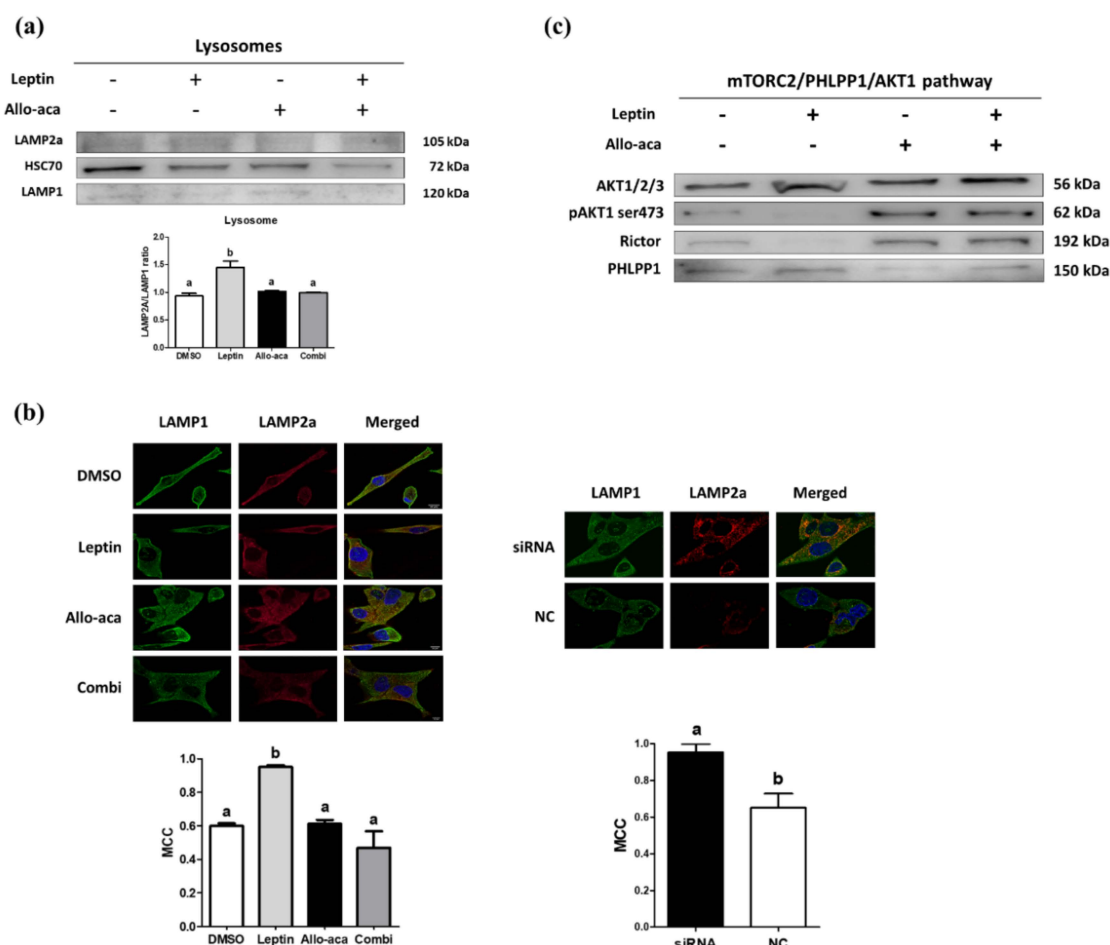 (a)
Lysosomes
Leptin - + - +
Allo-aca - - + +
LAMP2a 105 kDa
HSC70 72 kDa
LAMP1 120 kDa
Lysosome
LAMP2A/LAMP1 ratio
2.0
1.5
1.0
0.5
0.0
a b a a
DMSO Leptin Allo-aca Combi
(c)
mTORC2/PHLPP1/AKT1 pathway
Leptin - + - +
Allo-aca - - + +
AKT1/2/3 56 kDa
pAKT1 ser473 62 kDa
Rictor 192 kDa
PHLPP1 150 kDa
(b)
LAMP1 LAMP2a Merged
DMSO
Leptin
Allo-aca
Combi
MCC
1.0
0.8
0.6
0.4
0.2
0.0
a b a a
DMSO Leptin Allo-aca Combi
LAMP1 LAMP2a Merged
siRNA
NC
MCC
1.0
0.8
0.6
0.4
0.2
0.0
a b
siRNA NC